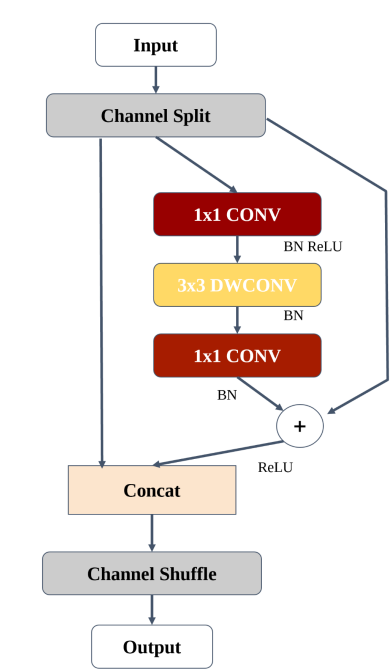 Input
Channel Split
1x1 CONV
BN ReLU
3x3 DWCONV
BN
1x1 CONV
BN
+
ReLU
Concat
Channel Shuffle
Output